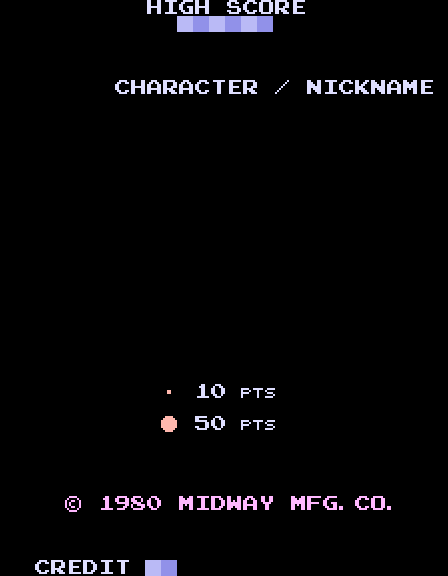 HIGH SCORE
CHARACTER / NICKNAME
10 PTS
50 PTS
© 1980 MIDWAY MFG. CO.
CREDIT